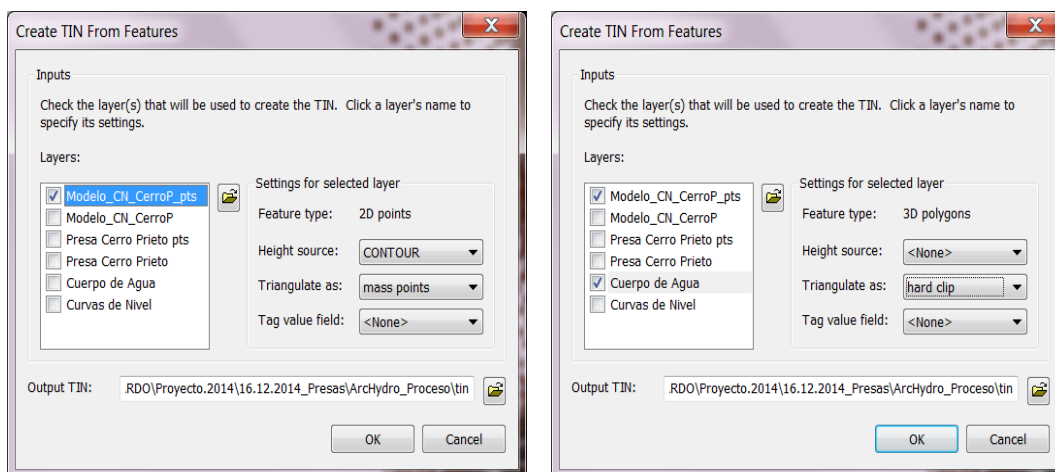 Create TIN From Features
Inputs
Check the layer(s) that will be used to create the TIN. Click a layer's name to
specify its settings.
Layers:
Modelo_CN_CerroP_pts
Modelo_CN_CerroP
Presa Cerro Prieto pts
Presa Cerro Prieto
Cuerpo de Agua
Curvas de Nivel
Settings for selected layer
Feature type: 2D points
Height source: CONTOUR
Triangulate as: mass points
Tag value field: <None>
Output TIN: .RDO\Proyecto.2014\16.12.2014_Presas\ArcHydro_Proceso\tin
OK Cancel
Create TIN From Features
Inputs
Check the layer(s) that will be used to create the TIN. Click a layer's name to
specify its settings.
Layers:
Modelo_CN_CerroP_pts
Modelo_CN_CerroP
Presa Cerro Prieto pts
Presa Cerro Prieto
Cuerpo de Agua
Curvas de Nivel
Settings for selected layer
Feature type: 3D polygons
Height source: <None>
Triangulate as: hard clip
Tag value field: <None>
Output TIN: .RDO\Proyecto.2014\16.12.2014_Presas\ArcHydro_Proceso\tin
OK Cancel